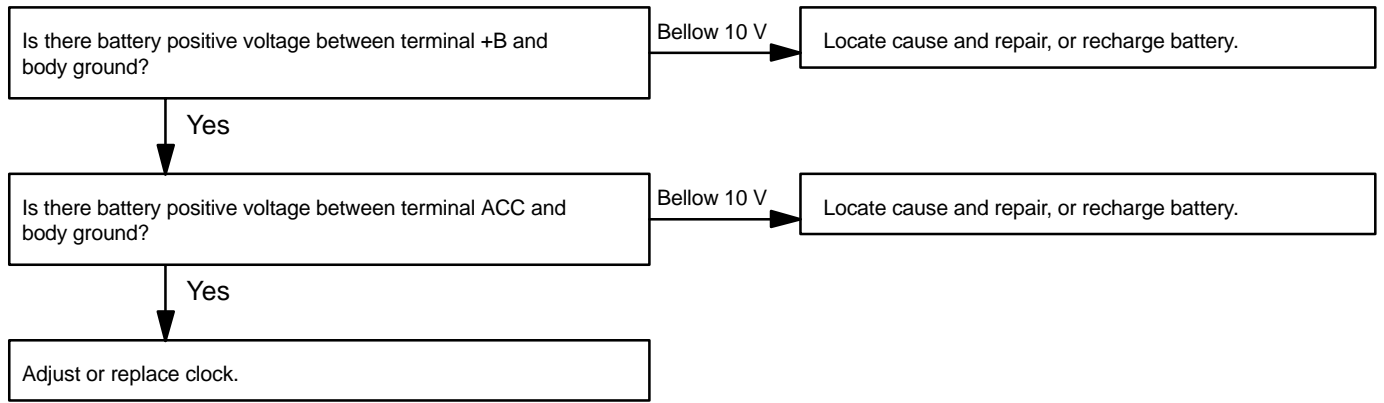 Is there battery positive voltage between terminal +B and
body ground?
Bellow 10 V
Locate cause and repair, or recharge battery.
Yes
Is there battery positive voltage between terminal ACC and
body ground?
Bellow 10 V
Locate cause and repair, or recharge battery.
Yes
Adjust or replace clock.